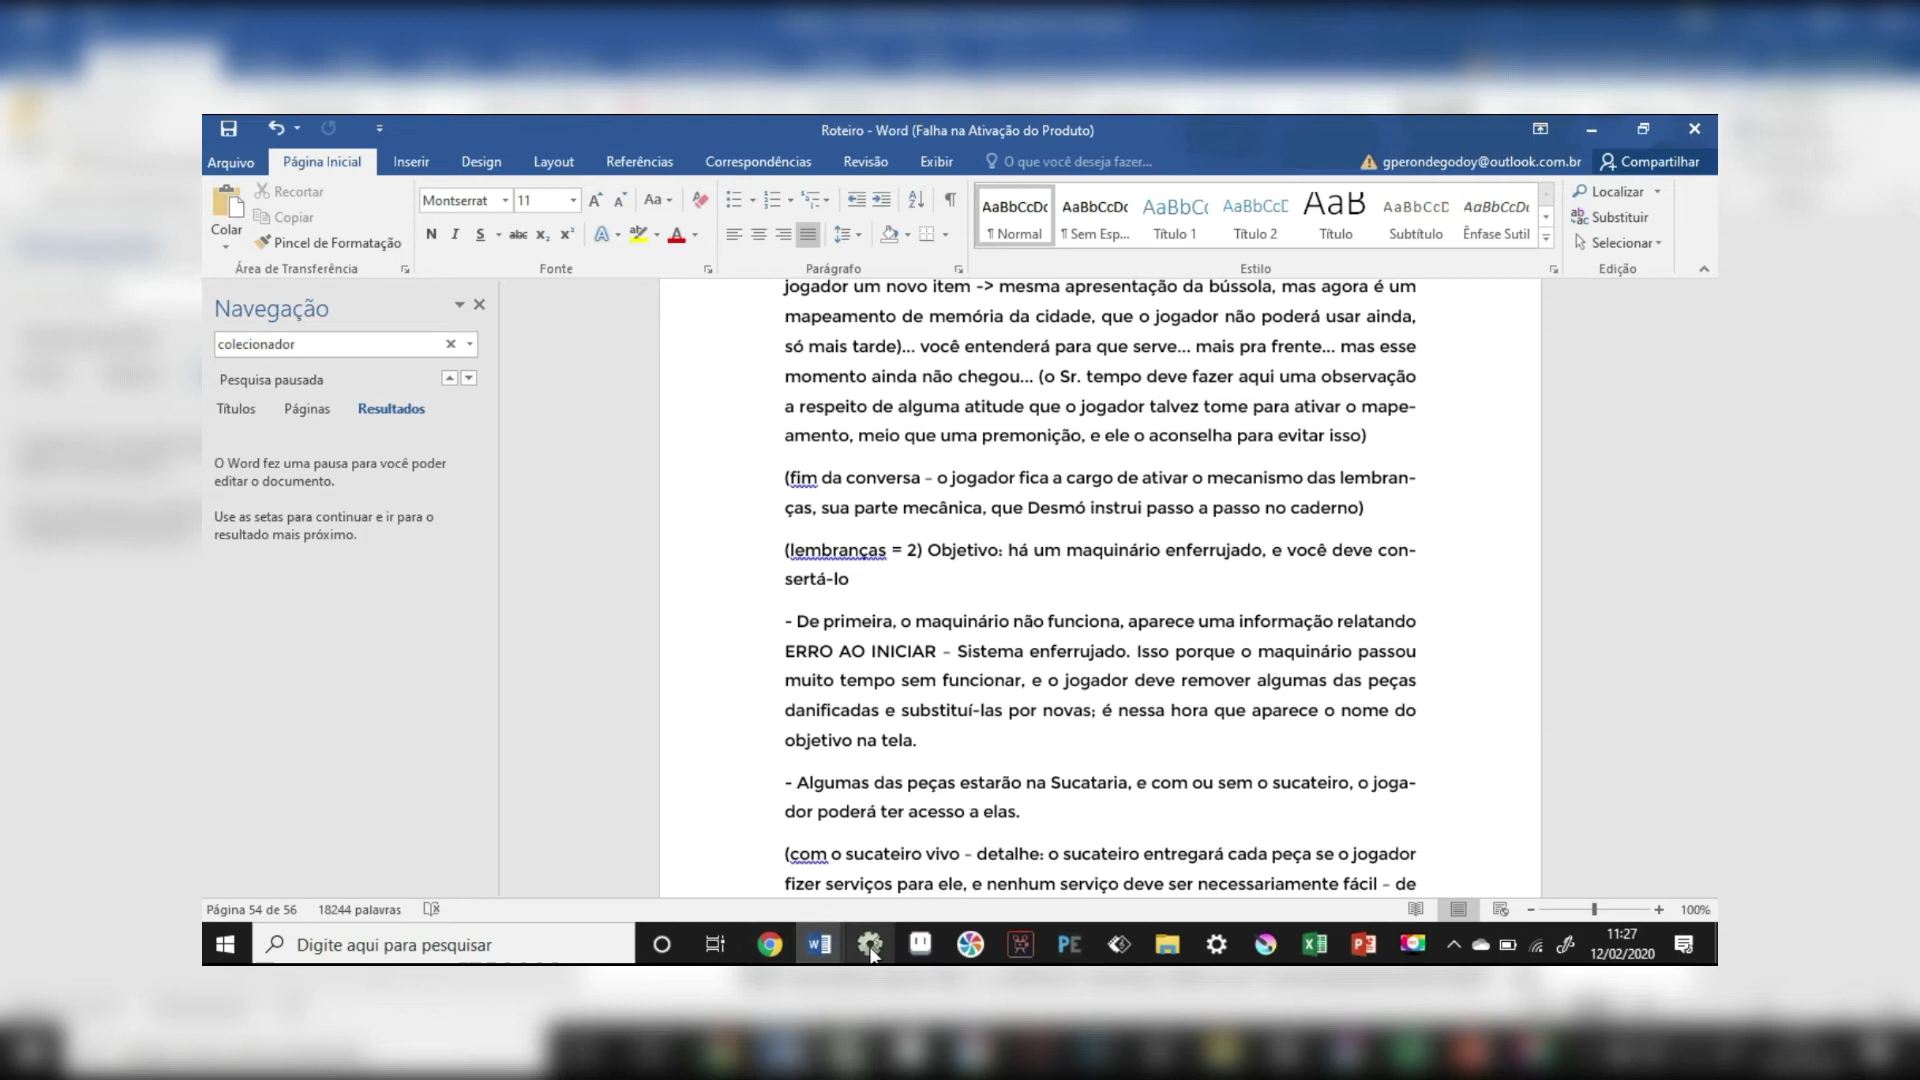 Roteiro - Word (Falha na Ativação do Produto)
Arquivo Página Inicial Inserir Design Layout Referências Correspondências Revisão Exibir O que você deseja fazer... gperondegodoy@outlook.com.br Compartilhar
Colar
Recortar
Copiar
Pincel de Formatação
Área de Transferência
Montserrat 11 Aa
N I S abc x₂ x² A ab A
Fonte
Parágrafo
AaBbCcDc AaBbCcDc AaBbCc AaBbCcD AaB AaBbCcD AaBbCcDc
¶ Normal ¶ Sem Esp... Título 1 Título 2 Título Subtítulo Ênfase Sutil
Estilo
Localizar
Substituir
Selecionar
Edição
Navegação
colecionador
Pesquisa pausada
Títulos Páginas Resultados
O Word fez uma pausa para você poder
editar o documento.
Use as setas para continuar e ir para o
resultado mais próximo.
jogador um novo item -> mesma apresentação da bússola, mas agora é um
mapeamento de memória da cidade, que o jogador não poderá usar ainda,
só mais tarde)... você entenderá para que serve... mais pra frente... mas esse
momento ainda não chegou... (o Sr. tempo deve fazer aqui uma observação
a respeito de alguma atitude que o jogador talvez tome para ativar o mape-
amento, meio que uma premonição, e ele o aconselha para evitar isso)
(fim da conversa – o jogador fica a cargo de ativar o mecanismo das lembran-
ças, sua parte mecânica, que Desmó instrui passo a passo no caderno)
(lembranças = 2) Objetivo: há um maquinário enferrujado, e você deve con-
sertá-lo
- De primeira, o maquinário não funciona, aparece uma informação relatando
ERRO AO INICIAR – Sistema enferrujado. Isso porque o maquinário passou
muito tempo sem funcionar, e o jogador deve remover algumas das peças
danificadas e substituí-las por novas; é nessa hora que aparece o nome do
objetivo na tela.
- Algumas das peças estarão na Sucataria, e com ou sem o sucateiro, o joga-
dor poderá ter acesso a elas.
(com o sucateiro vivo – detalhe: o sucateiro entregará cada peça se o jogador
fizer serviços para ele, e nenhum serviço deve ser necessariamente fácil – de
Página 54 de 56 18244 palavras 100%
Digite aqui para pesquisar
PE
11:27
12/02/2020